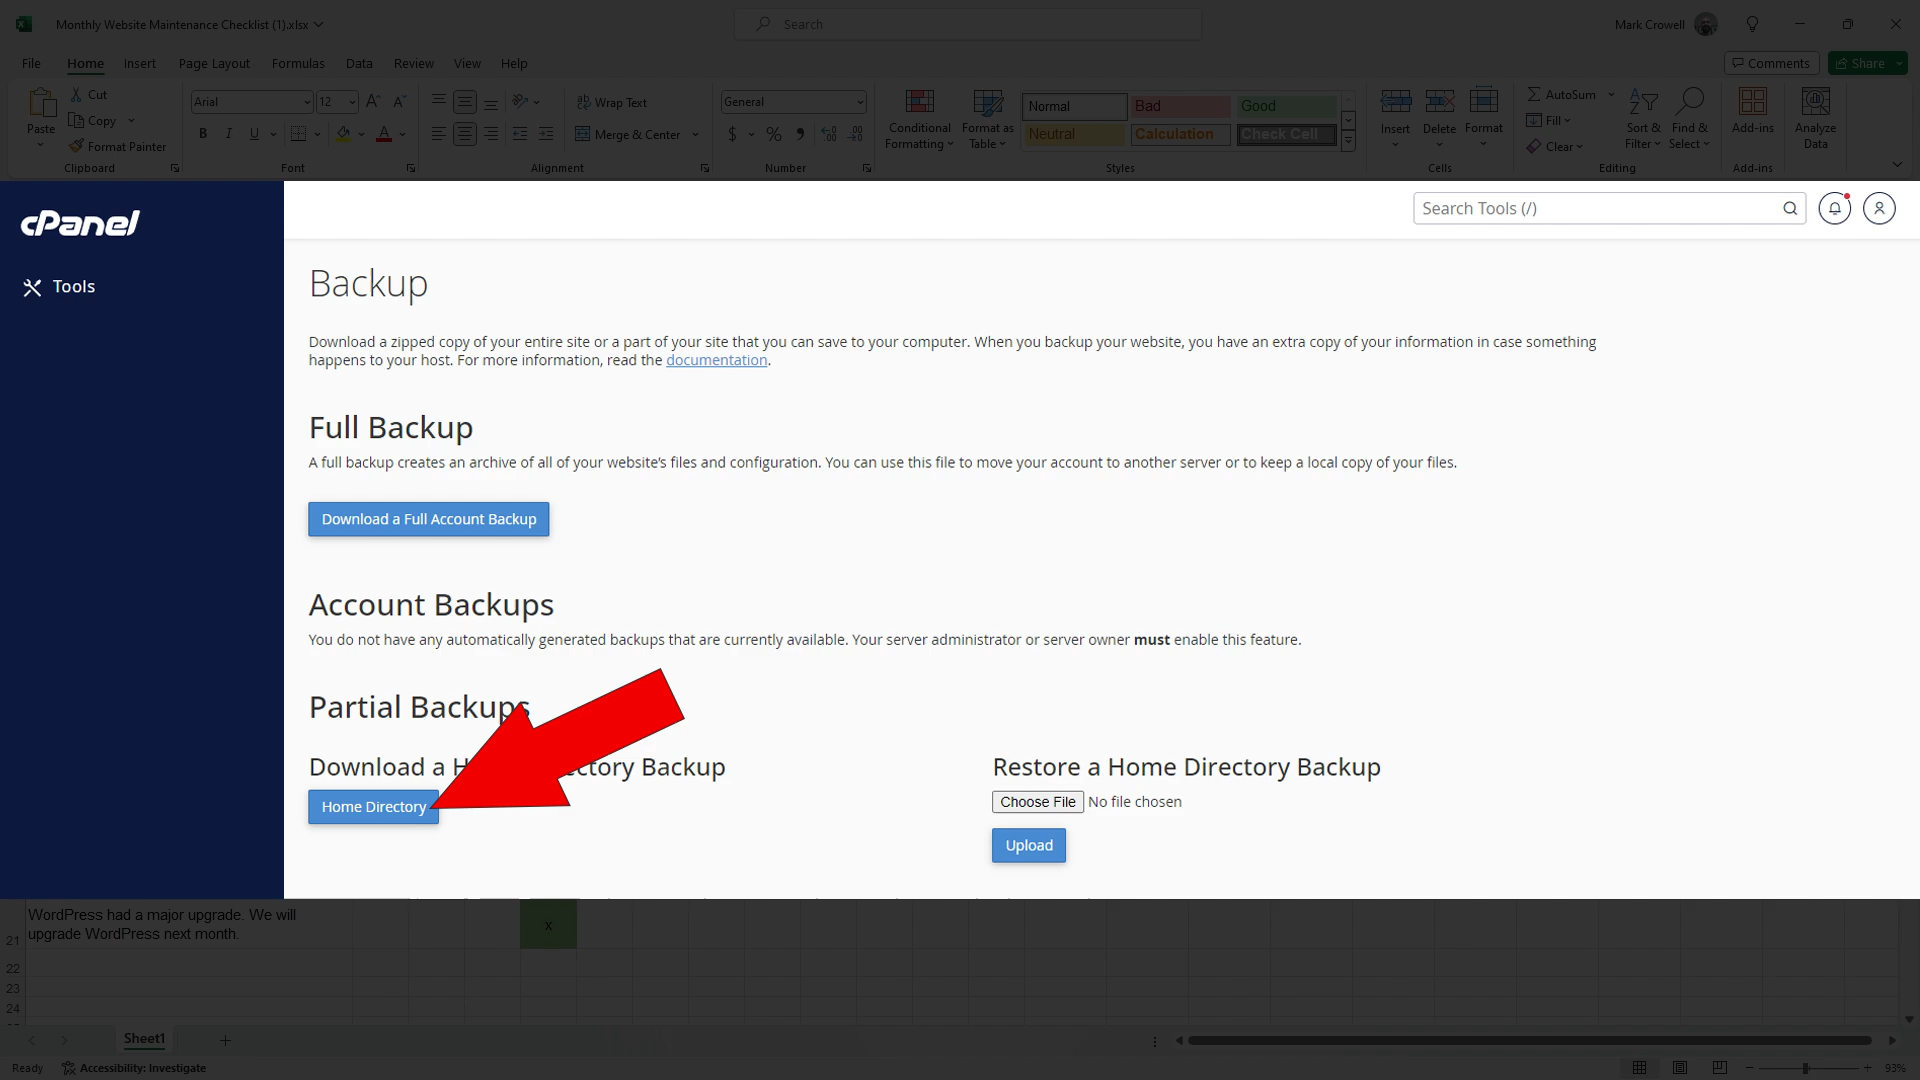 Monthly Website Maintenance Checklist (1).xlsx
Search
Mark Crowell
File Home Insert Page Layout Formulas Data Review View Help
Comments Share
Paste
Cut
Copy
Format Painter
Clipboard
Arial 12
B I U
Font
Wrap Text
Merge & Center
Alignment
General
$ % 9
Number
Conditional
Formatting
Format as
Table
Normal Bad Good
Neutral Calculation Check Cell
Styles
Insert Delete Format
Cells
AutoSum
Fill
Clear
Sort &
Filter
Find &
Select
Editing
Add-ins
Add-ins
Analyze
Data
cPanel
Tools
Search Tools (/)
Backup
Download a zipped copy of your entire site or a part of your site that you can save to your computer. When you backup your website, you have an extra copy of your information in case something
happens to your host. For more information, read the documentation.
Full Backup
A full backup creates an archive of all of your website's files and configuration. You can use this file to move your account to another server or to keep a local copy of your files.
Download a Full Account Backup
Account Backups
You do not have any automatically generated backups that are currently available. Your server administrator or server owner must enable this feature.
Partial Backups
Download a H ctory Backup
Home Directory
Restore a Home Directory Backup
Choose File No file chosen
Upload
WordPress had a major upgrade. We will
upgrade WordPress next month.
21
x
22
23
24
Sheet1
Ready
Accessibility: Investigate
93%